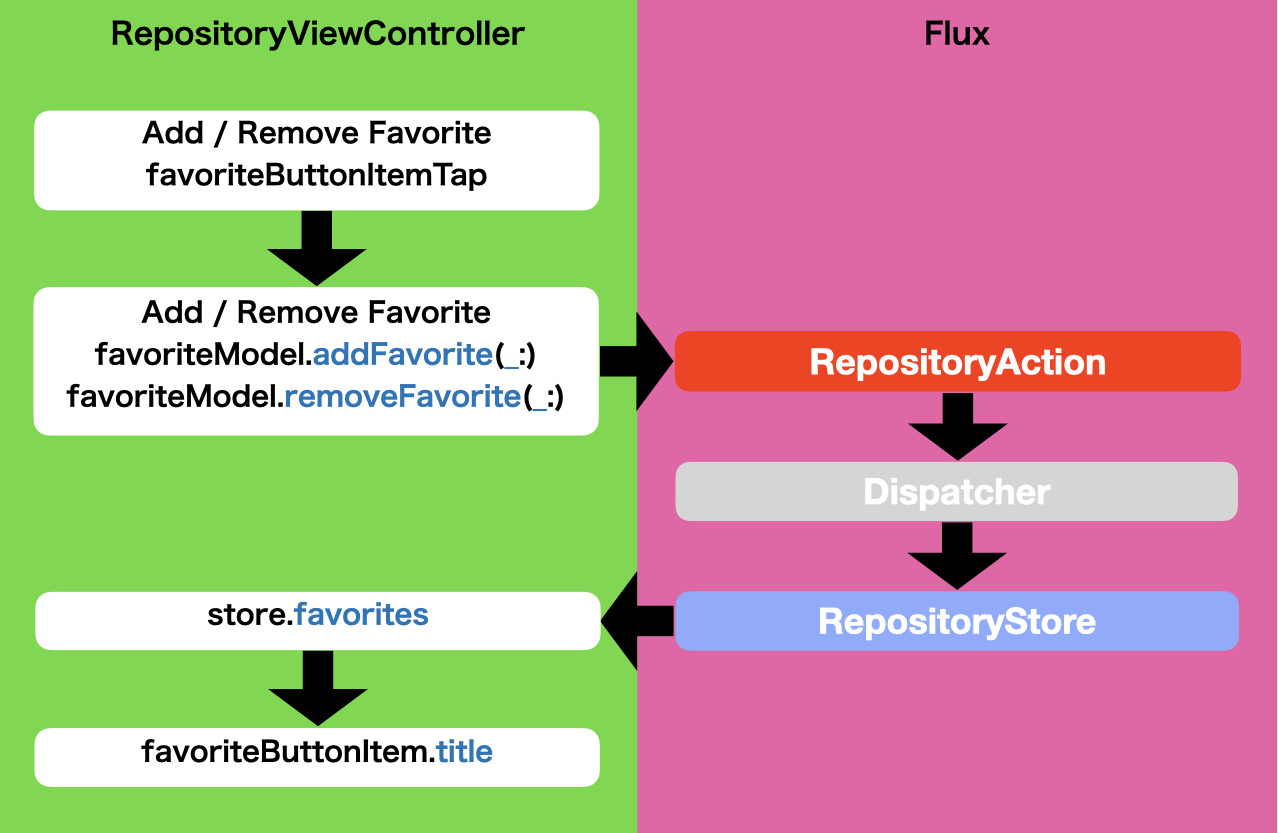 RepositoryViewController
Flux
Add / Remove Favorite
favoriteButtonItemTap
Add / Remove Favorite
favoriteModel.addFavorite(_:)
favoriteModel.removeFavorite(_:)
RepositoryAction
Dispatcher
RepositoryStore
store.favorites
favoriteButtonItem.title